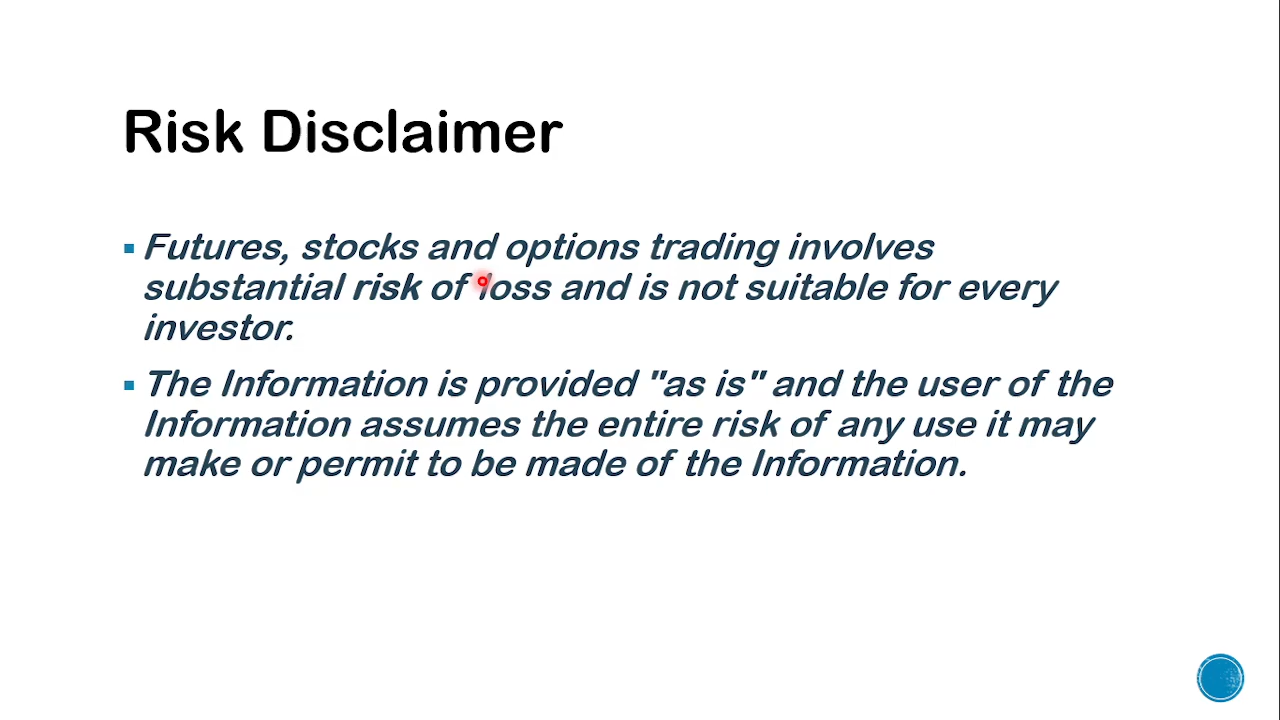 Risk Disclaimer
Futures, stocks and options trading involves
substantial risk of loss and is not suitable for every
investor.
The Information is provided "as is" and the user of the
Information assumes the entire risk of any use it may
make or permit to be made of the Information.